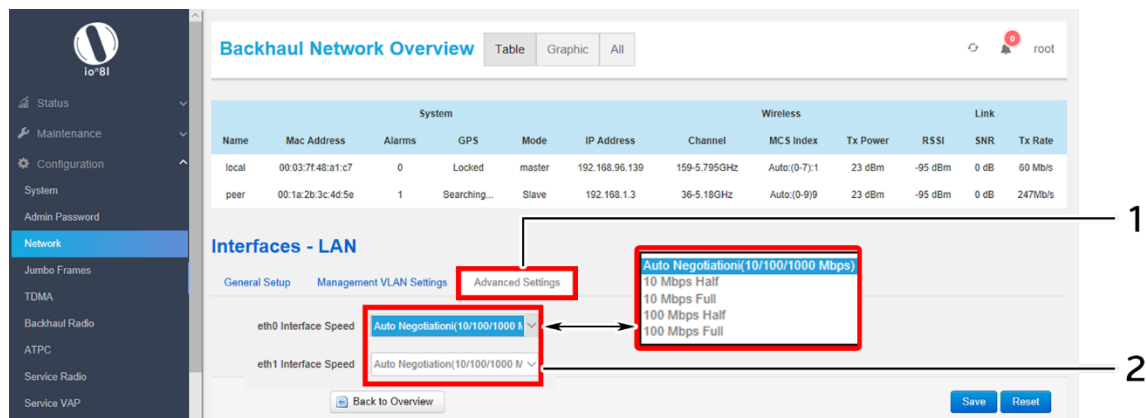 io^8I
Backhaul Network Overview Table Graphic All 0 root
Status
Maintenance
Configuration
System
Admin Password
Network
Jumbo Frames
TDMA
Backhaul Radio
ATPC
Service Radio
Service VAP
System Wireless Link
Name Mac Address Alarms GPS Mode IP Address Channel MCS Index Tx Power RSSI SNR Tx Rate
local 00:03:7f:48:a1:c7 0 Locked master 192.168.96.139 159-5.795GHz Auto:(0-7):1 23 dBm -95 dBm 0 dB 60 Mb/s
peer 00:1a:2b:3c:4d:5e 1 Searching... Slave 192.168.1.3 36-5.18GHz Auto:(0-9)9 23 dBm -95 dBm 0 dB 247Mb/s
1
Interfaces - LAN
General Setup Management VLAN Settings Advanced Settings
Auto Negotiationi(10/100/1000 Mbps)
10 Mbps Half
10 Mbps Full
100 Mbps Half
100 Mbps Full
eth0 Interface Speed Auto Negotiationi(10/100/1000 M
eth1 Interface Speed Auto Negotiation(10/100/1000 M
2
Back to Overview Save Reset